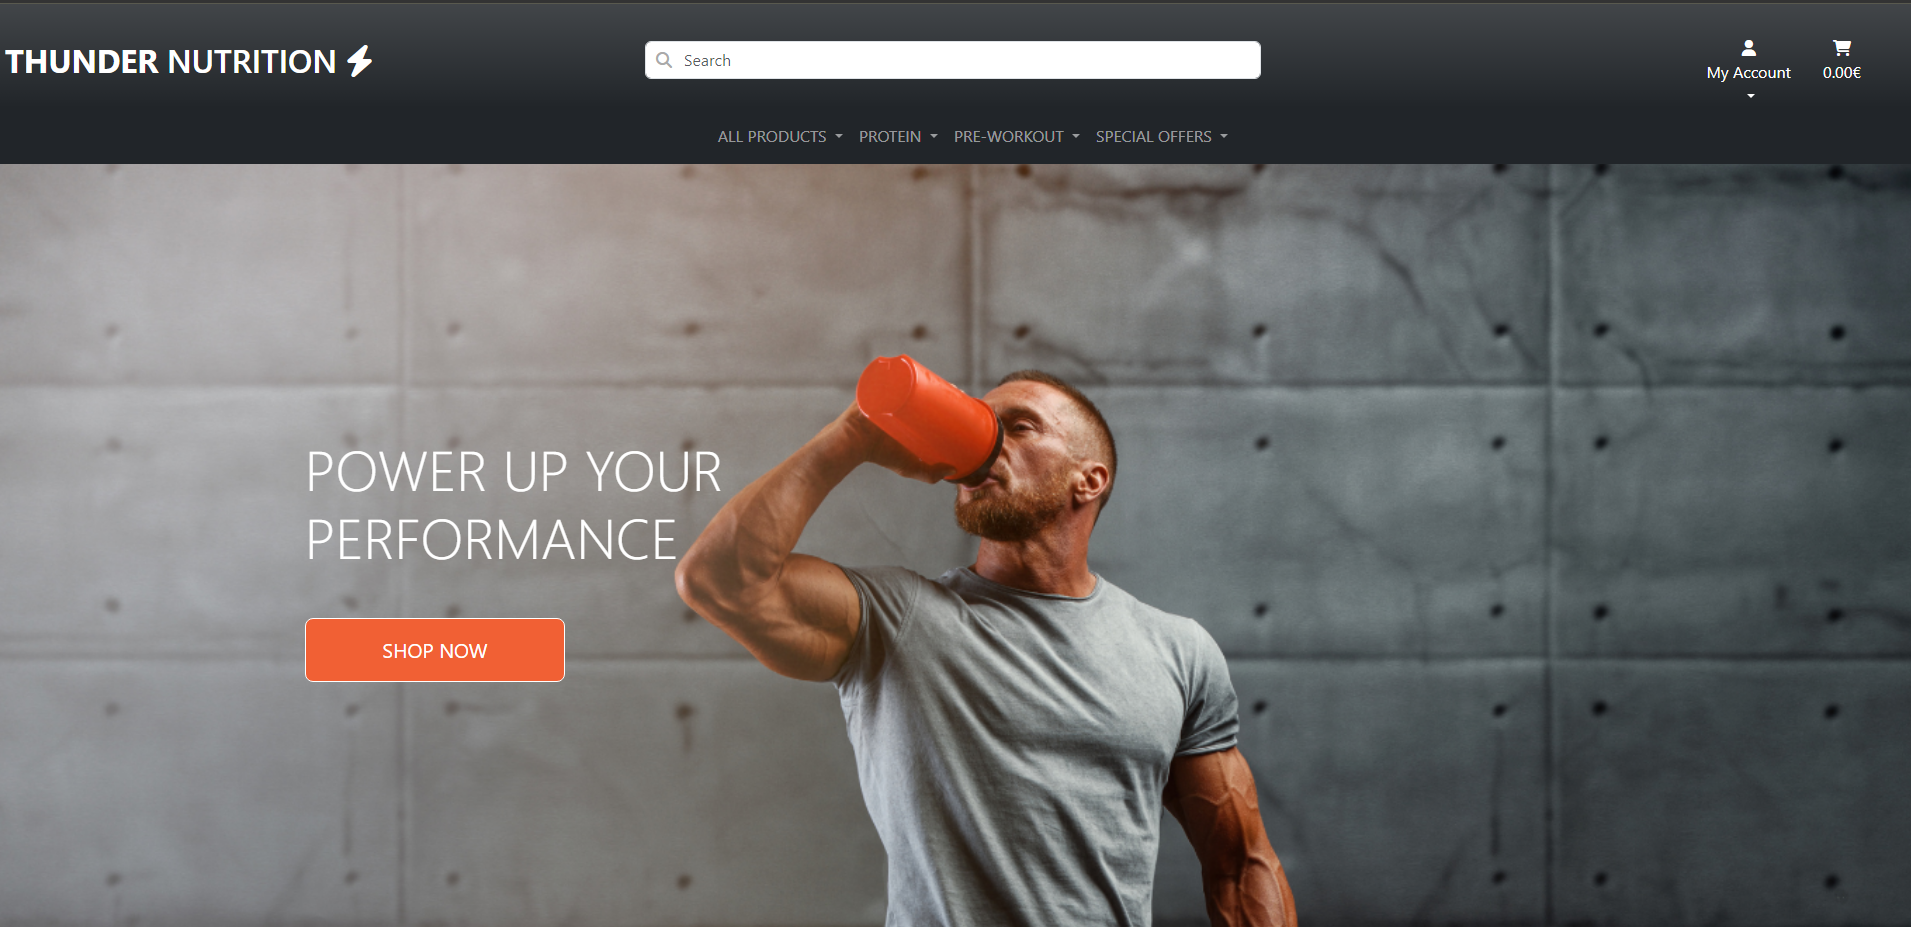 THUNDER NUTRITION
Search
My Account
0.00€
ALL PRODUCTS
PROTEIN
PRE-WORKOUT
SPECIAL OFFERS
POWER UP YOUR
PERFORMANCE
SHOP NOW